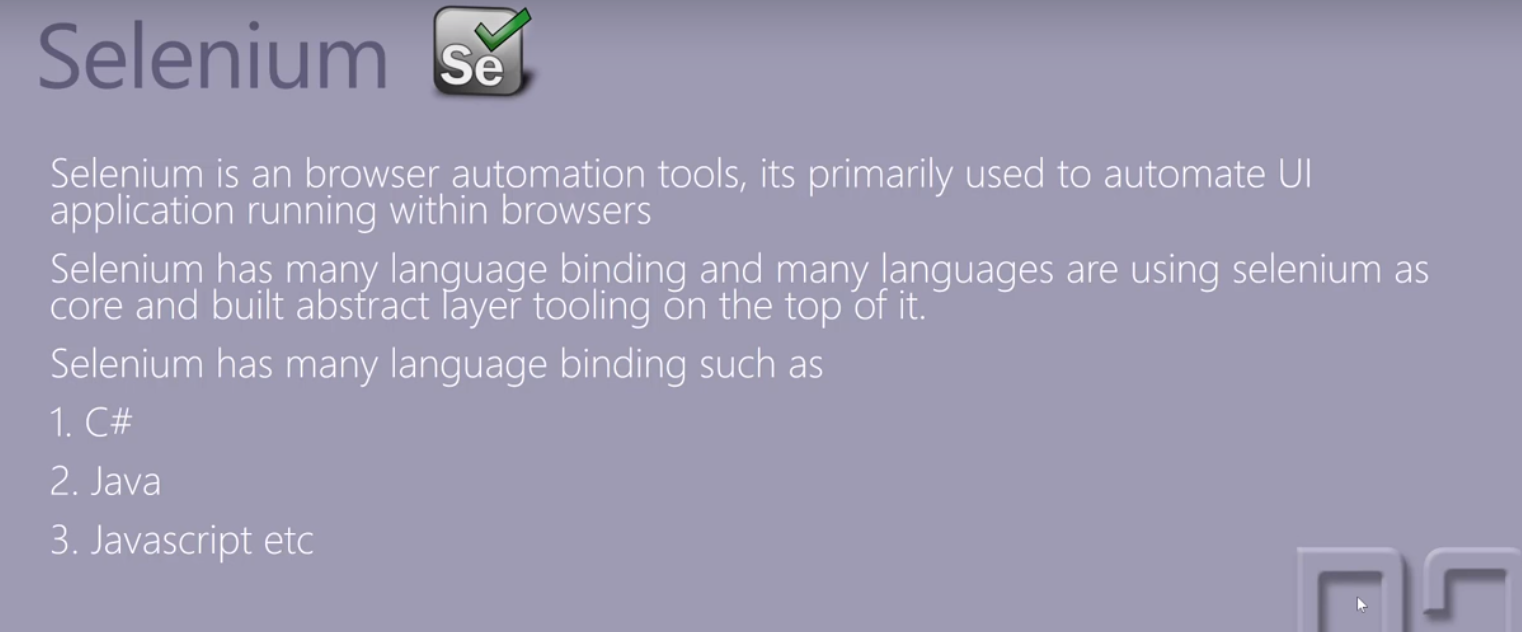 Selenium Se
Selenium is an browser automation tools, its primarily used to automate UI
application running within browsers
Selenium has many language binding and many languages are using selenium as
core and built abstract layer tooling on the top of it.
Selenium has many language binding such as
1. C#
2. Java
3. Javascript etc